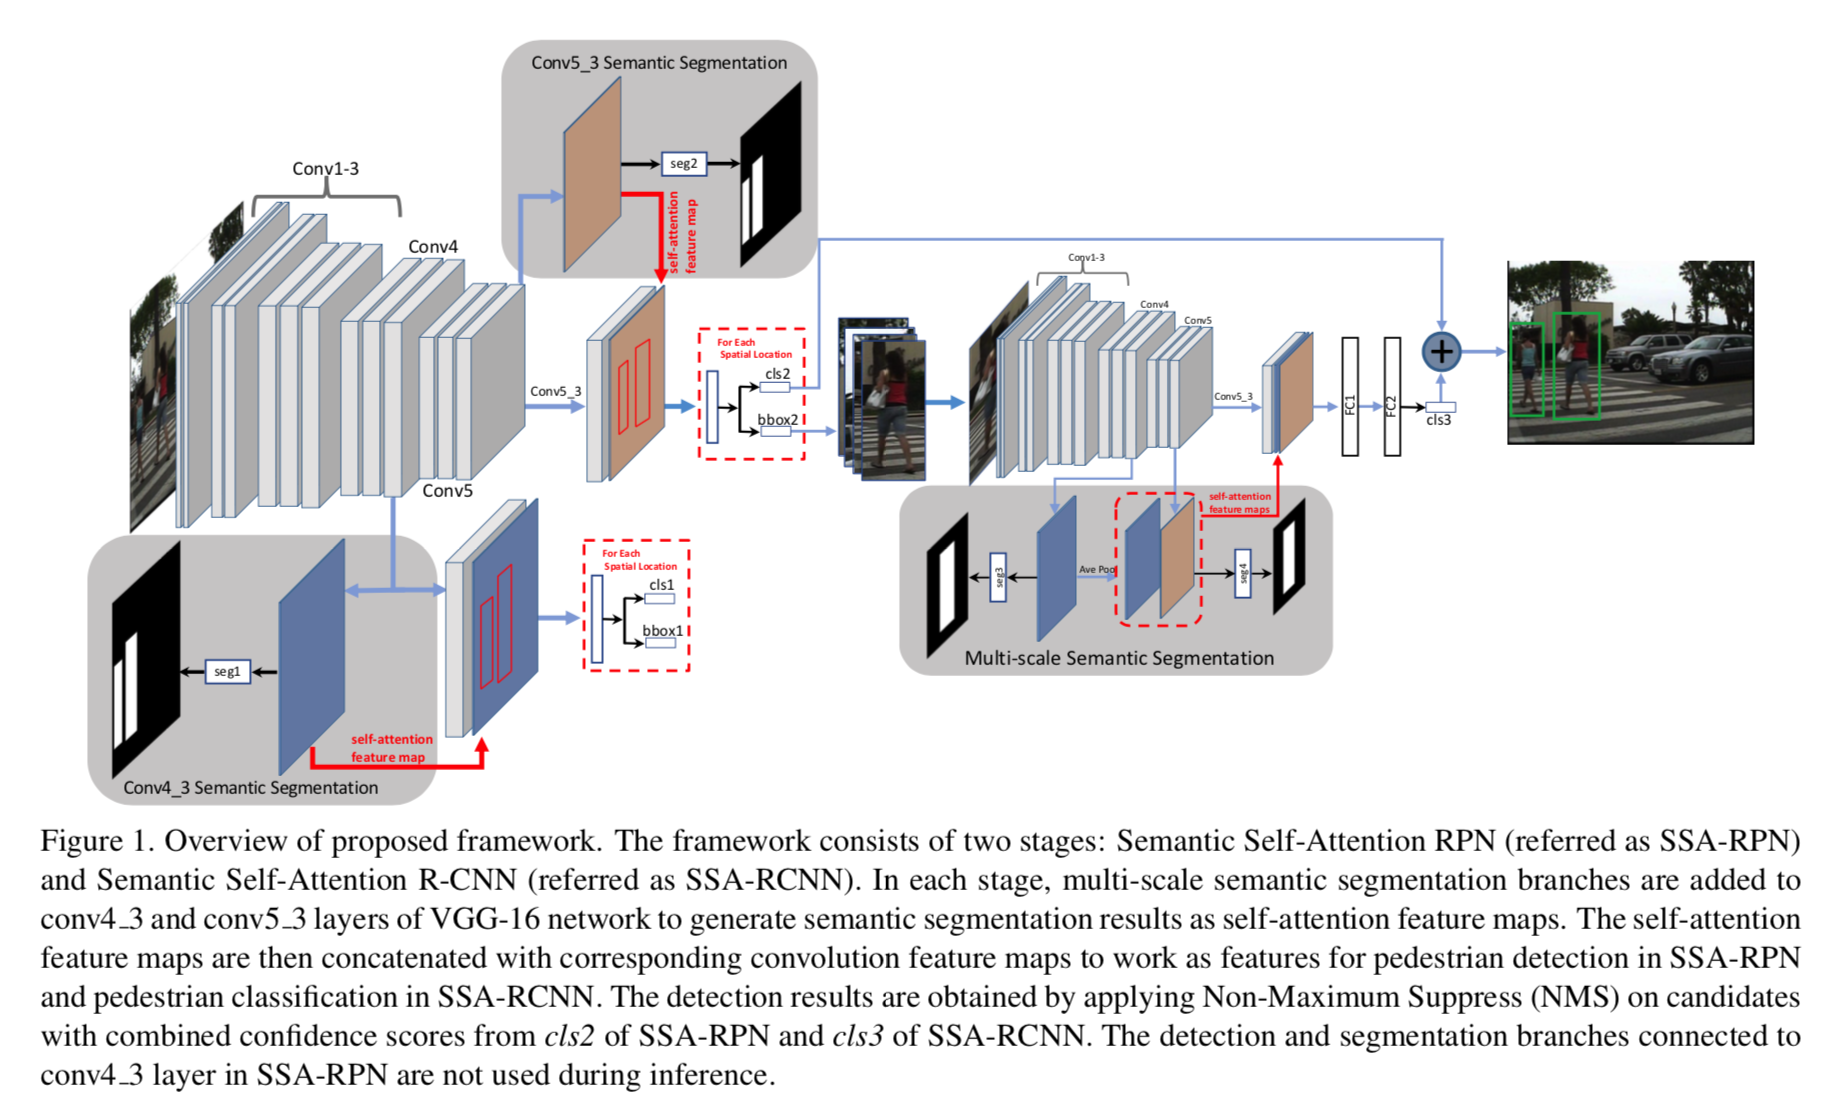 Conv5_3 Semantic Segmentation
seg2
self-attention
feature map
Conv1-3
Conv4
Conv5
Conv5_3
For Each
Spatial Location
cls2
bbox2
Conv1-3
Conv4
Conv5
Conv5_3
FC1
FC2
cls3
+
self-attention
feature maps
seg3
Ave Poo
seg4
Multi-scale Semantic Segmentation
For Each
Spatial Location
cls1
bbox1
seg1
self-attention
feature map
Conv4_3 Semantic Segmentation
Figure 1. Overview of proposed framework. The framework consists of two stages: Semantic Self-Attention RPN (referred as SSA-RPN)
and Semantic Self-Attention R-CNN (referred as SSA-RCNN). In each stage, multi-scale semantic segmentation branches are added to
conv4_3 and conv5_3 layers of VGG-16 network to generate semantic segmentation results as self-attention feature maps. The self-attention
feature maps are then concatenated with corresponding convolution feature maps to work as features for pedestrian detection in SSA-RPN
and pedestrian classification in SSA-RCNN. The detection results are obtained by applying Non-Maximum Suppress (NMS) on candidates
with combined confidence scores from cls2 of SSA-RPN and cls3 of SSA-RCNN. The detection and segmentation branches connected to
conv4_3 layer in SSA-RPN are not used during inference.